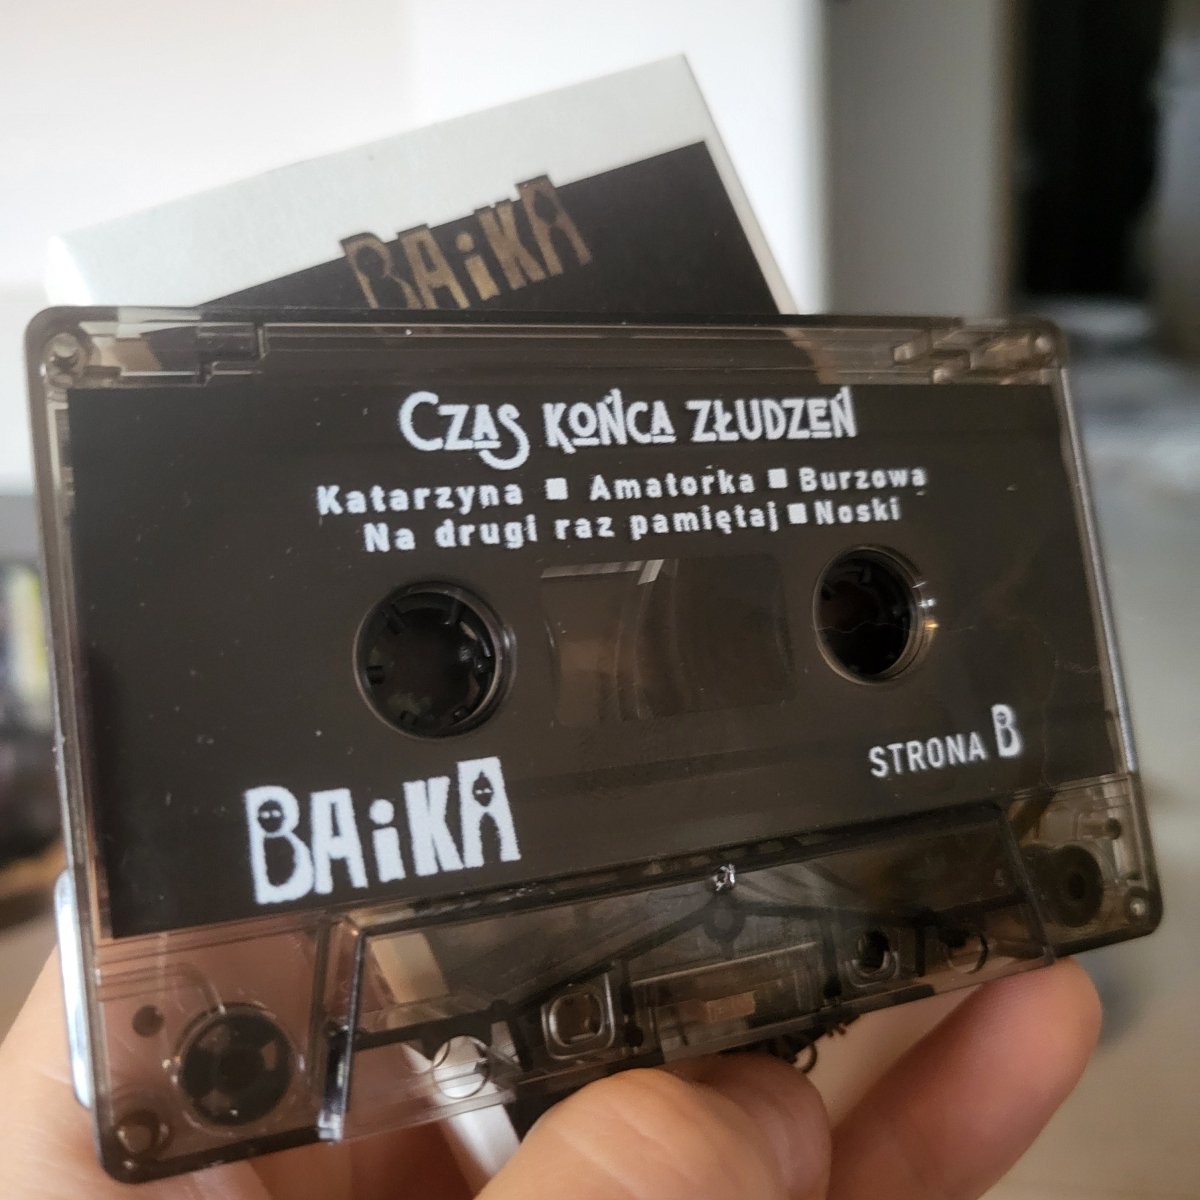 BAiKA
CZAS KOŃCA ZŁUDZEŃ
Katarzyna ■ Amatorka ■ Burzowa
Na drugi raz pamiętaj ■ Noski
STRONA B
BAiKA